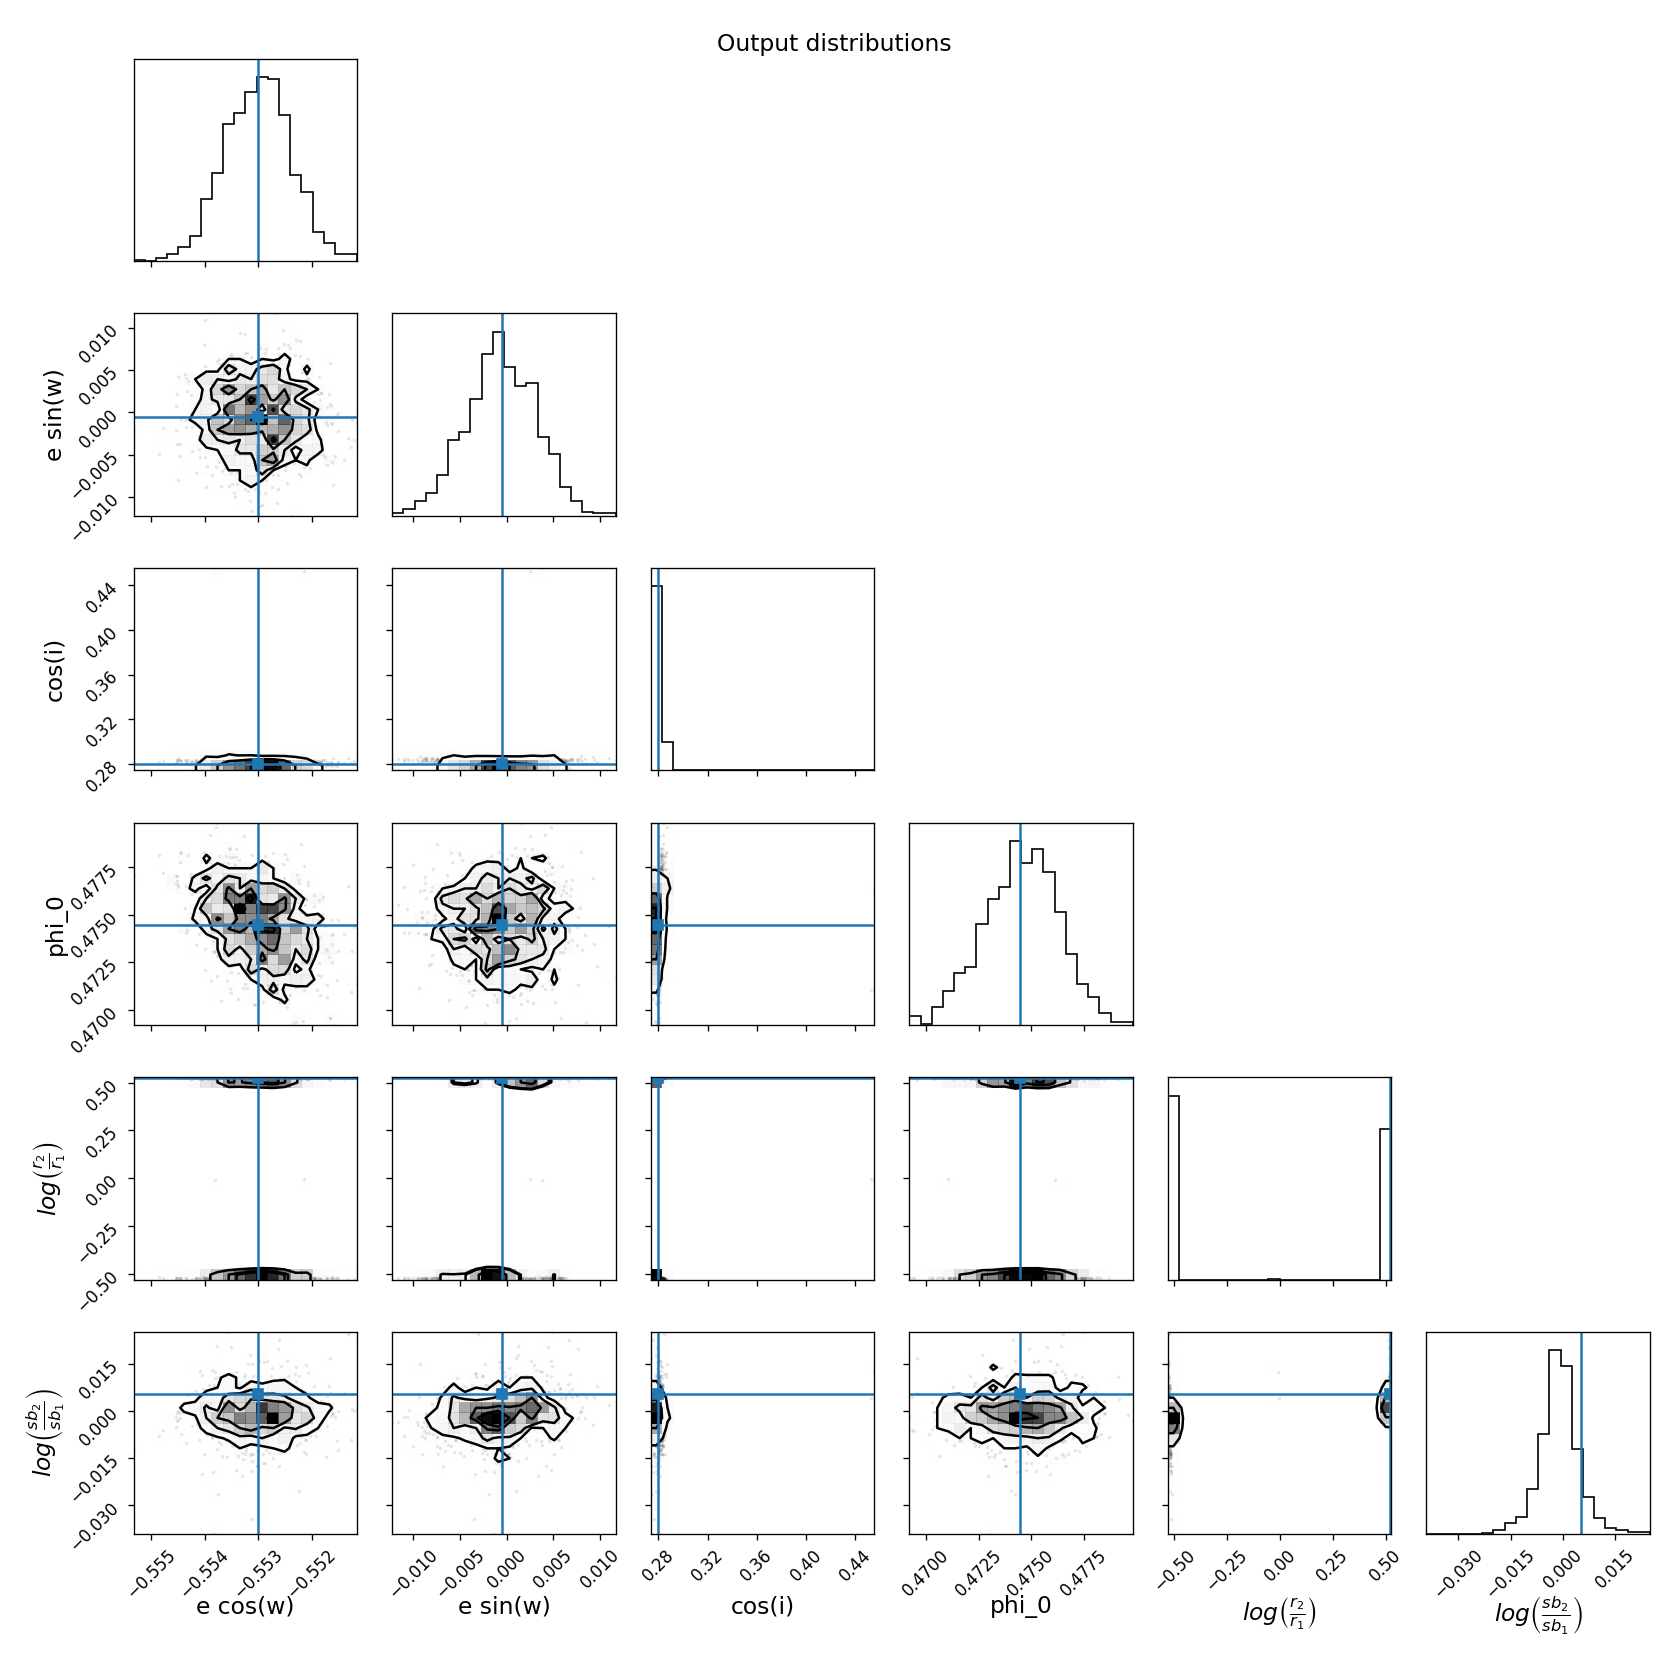 Output distributions
e sin(w)
0.010
0.005
0.000
−0.005
−0.010
cos(i)
0.44
0.40
0.36
0.32
0.28
phi_0
0.4775
0.4750
0.4725
0.4700
log(r₂/r₁)
0.50
0.25
0.00
−0.25
−0.50
log(sb₂/sb₁)
0.015
0.000
−0.015
−0.030
−0.555 −0.554 −0.553 −0.552
−0.010 −0.005 0.000 0.005 0.010
0.28 0.32 0.36 0.40 0.44
0.4700 0.4725 0.4750 0.4775
−0.50 −0.25 0.00 0.25 0.50
−0.030 −0.015 0.000 0.015
e cos(w)
e sin(w)
cos(i)
phi_0
log(r₂/r₁)
log(sb₂/sb₁)